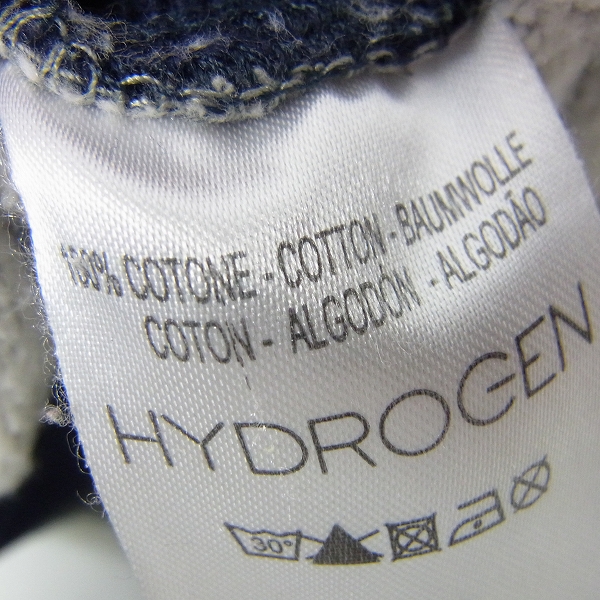 100% COTONE - COTTON - BAUMWOLLE
COTON - ALGODÓN - ALGODÃO
HYDROGEN
30°